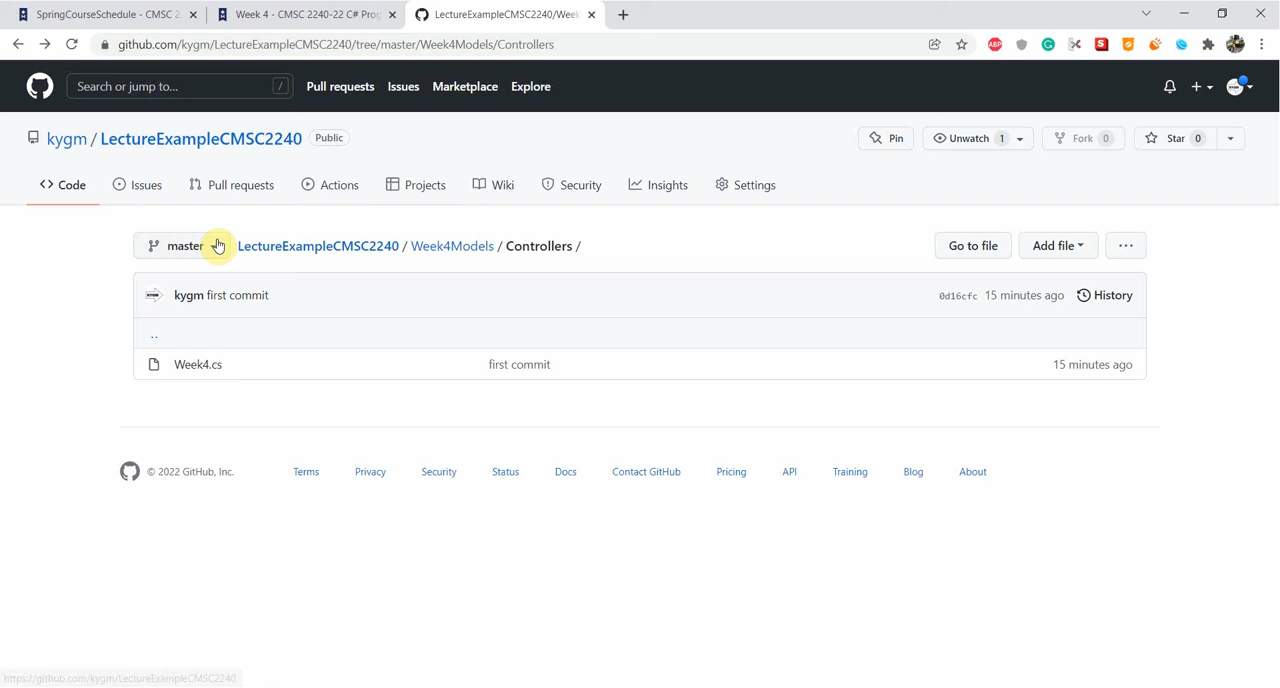 SpringCourseSchedule - CMSC 2
Week 4 - CMSC 2240-22 C# Prog
LectureExampleCMSC2240/Week
github.com/kygm/LectureExampleCMSC2240/tree/master/Week4Models/Controllers
Search or jump to...
/
Pull requests
Issues
Marketplace
Explore
kygm / LectureExampleCMSC2240
Public
Pin
Unwatch 1
Fork 0
Star 0
Code
Issues
Pull requests
Actions
Projects
Wiki
Security
Insights
Settings
master
LectureExampleCMSC2240 / Week4Models / Controllers /
Go to file
Add file
...
kygm first commit
0d16cfc 15 minutes ago
History
..
Week4.cs
first commit
15 minutes ago
© 2022 GitHub, Inc.
Terms
Privacy
Security
Status
Docs
Contact GitHub
Pricing
API
Training
Blog
About
https://github.com/kygm/LectureExampleCMSC2240